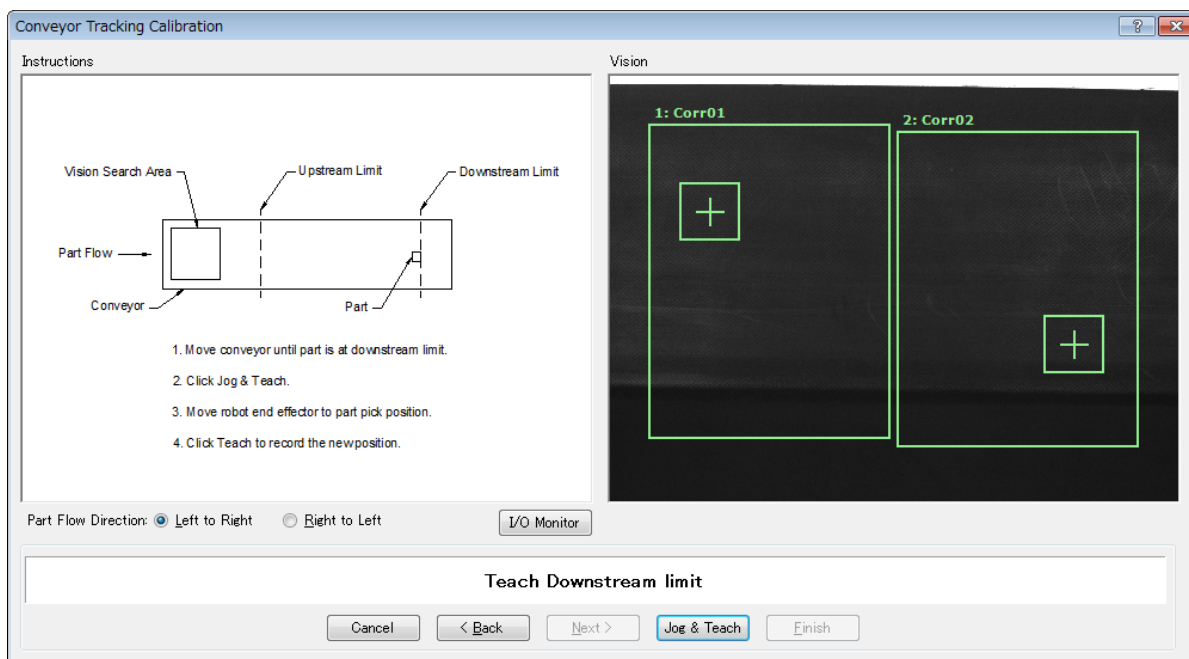 Conveyor Tracking Calibration
Instructions
Vision
1: Corr01
2: Corr02
Vision Search Area
Upstream Limit
Downstream Limit
Part Flow
Conveyor
Part
1. Move conveyor until part is at downstream limit.
2. Click Jog & Teach.
3. Move robot end effector to part pick position.
4. Click Teach to record the newposition.
Part Flow Direction: Left to Right Right to Left I/O Monitor
Teach Downstream limit
Cancel < Back Next > Jog & Teach Finish